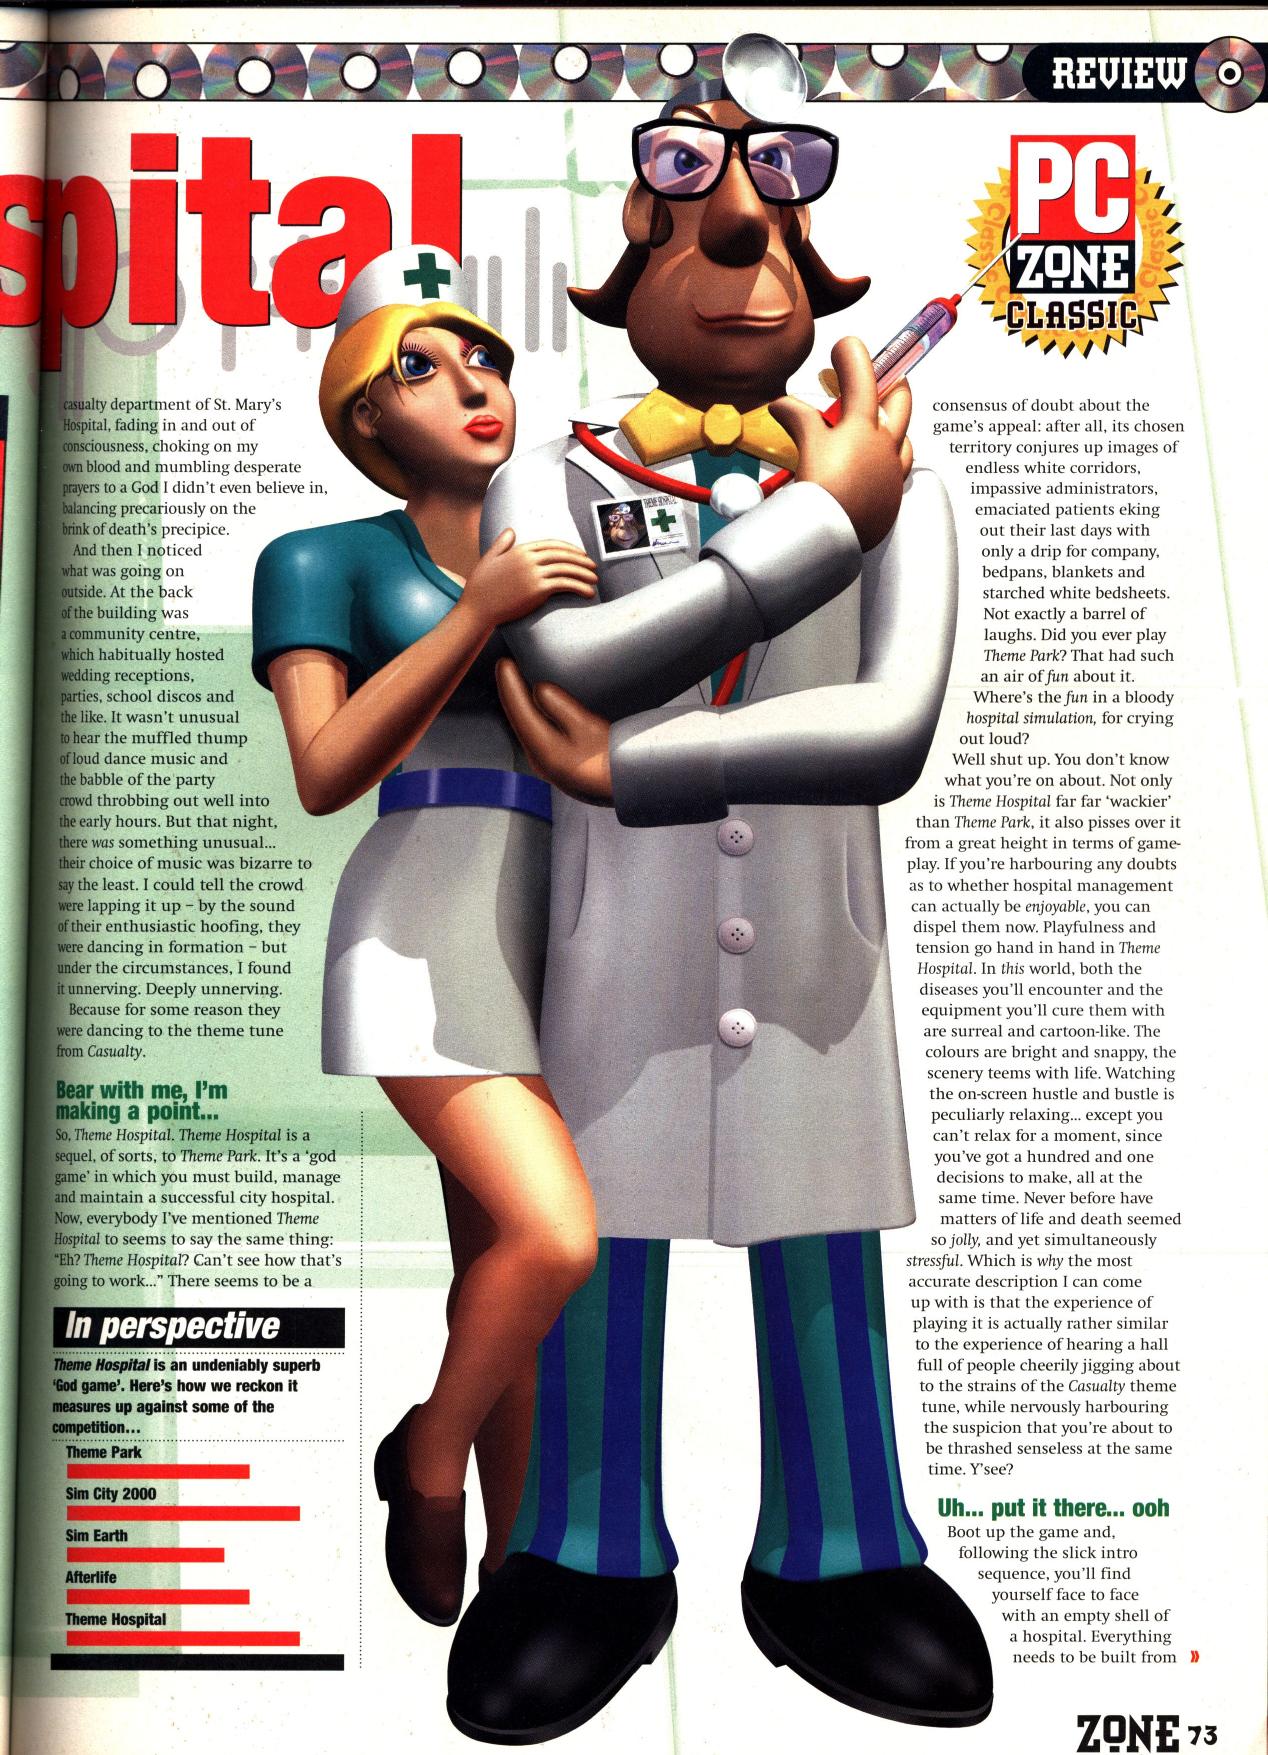 REVIEW
spital
PC
ZONE
CLASSIC
casualty department of St. Mary's
Hospital, fading in and out of
consciousness, choking on my
own blood and mumbling desperate
prayers to a God I didn't even believe in,
balancing precariously on the
brink of death's precipice.
And then I noticed
what was going on
outside. At the back
of the building was
a community centre,
which habitually hosted
wedding receptions,
parties, school discos and
the like. It wasn't unusual
to hear the muffled thump
of loud dance music and
the babble of the party
crowd throbbing out well into
the early hours. But that night,
there was something unusual...
their choice of music was bizarre to
say the least. I could tell the crowd
were lapping it up – by the sound
of their enthusiastic hoofing, they
were dancing in formation – but
under the circumstances, I found
it unnerving. Deeply unnerving.
Because for some reason they
were dancing to the theme tune
from Casualty.
Bear with me, I'm
making a point...
So, Theme Hospital. Theme Hospital is a
sequel, of sorts, to Theme Park. It's a 'god
game' in which you must build, manage
and maintain a successful city hospital.
Now, everybody I've mentioned Theme
Hospital to seems to say the same thing:
"Eh? Theme Hospital? Can't see how that's
going to work..." There seems to be a
In perspective
Theme Hospital is an undeniably superb
'God game'. Here's how we reckon it
measures up against some of the
competition...
Theme Park
Sim City 2000
Sim Earth
Afterlife
Theme Hospital
THEME HOSPITAL
consensus of doubt about the
game's appeal: after all, its chosen
territory conjures up images of
endless white corridors,
impassive administrators,
emaciated patients eking
out their last days with
only a drip for company,
bedpans, blankets and
starched white bedsheets.
Not exactly a barrel of
laughs. Did you ever play
Theme Park? That had such
an air of fun about it.
Where's the fun in a bloody
hospital simulation, for crying
out loud?
Well shut up. You don't know
what you're on about. Not only
is Theme Hospital far far 'wackier'
than Theme Park, it also pisses over it
from a great height in terms of game-
play. If you're harbouring any doubts
as to whether hospital management
can actually be enjoyable, you can
dispel them now. Playfulness and
tension go hand in hand in Theme
Hospital. In this world, both the
diseases you'll encounter and the
equipment you'll cure them with
are surreal and cartoon-like. The
colours are bright and snappy, the
scenery teems with life. Watching
the on-screen hustle and bustle is
peculiarly relaxing... except you
can't relax for a moment, since
you've got a hundred and one
decisions to make, all at the
same time. Never before have
matters of life and death seemed
so jolly, and yet simultaneously
stressful. Which is why the most
accurate description I can come
up with is that the experience of
playing it is actually rather similar
to the experience of hearing a hall
full of people cheerily jigging about
to the strains of the Casualty theme
tune, while nervously harbouring
the suspicion that you're about to
be thrashed senseless at the same
time. Y'see?
Uh... put it there... ooh
Boot up the game and,
following the slick intro
sequence, you'll find
yourself face to face
with an empty shell of
a hospital. Everything
needs to be built from »
ZONE 73